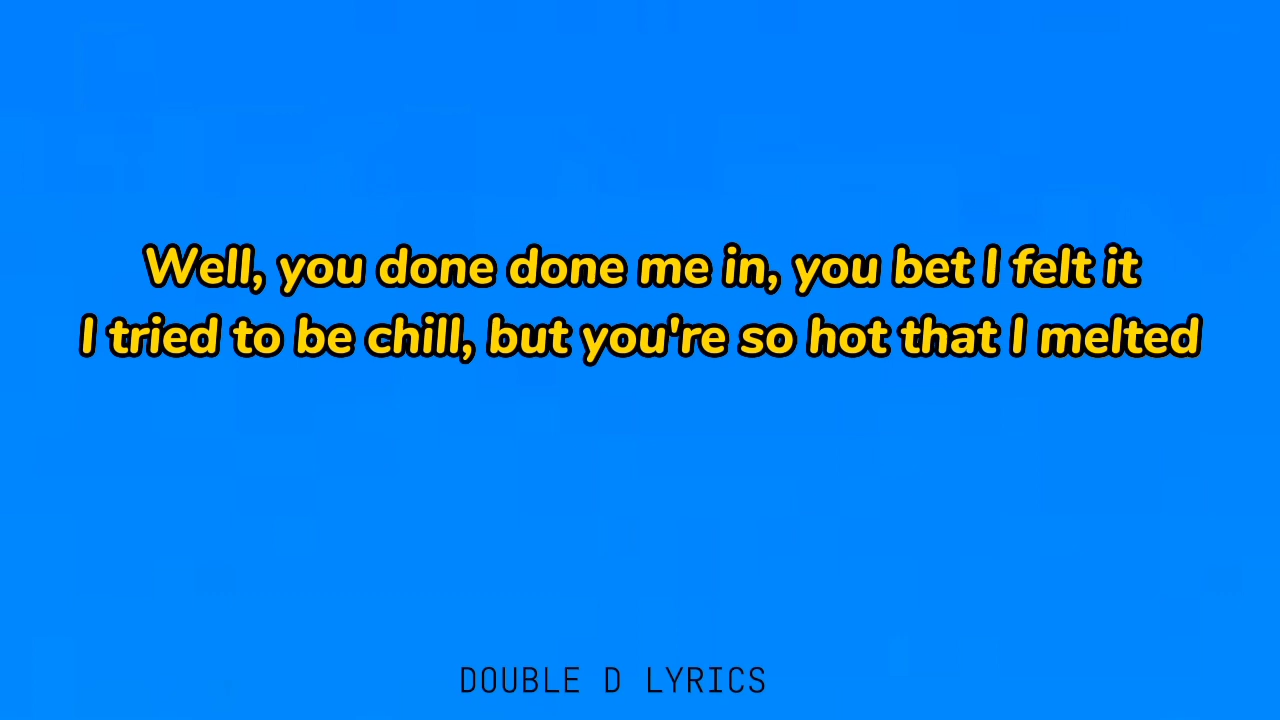 Well, you done done me in, you bet I felt it
I tried to be chill, but you're so hot that I melted
DOUBLE D LYRICS